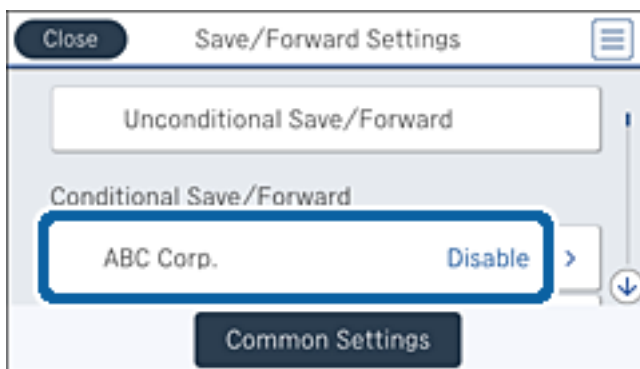 Close Save/Forward Settings
Unconditional Save/Forward
Conditional Save/Forward
ABC Corp. Disable >
Common Settings